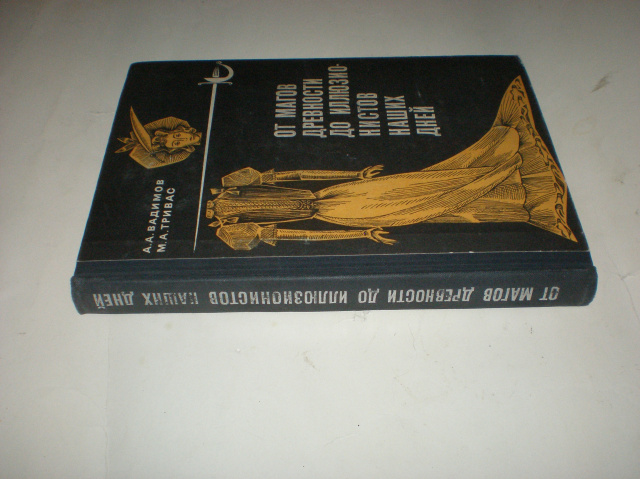 А. А. ВАДИМОВ
М. А. ТРИВАС
ОТ МАГОВ
ДРЕВНОСТИ
ДО ИЛЛЮЗИО-
НИСТОВ
НАШИХ
ДНЕЙ
ОТ МАГОВ ДРЕВНОСТИ ДО ИЛЛЮЗИОНИСТОВ НАШИХ ДНЕЙ